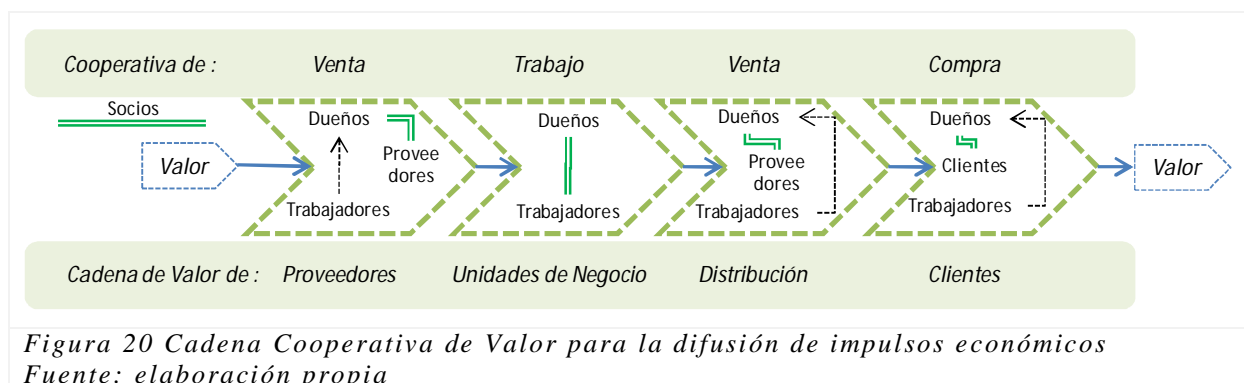 Cooperativa de : Venta Trabajo Venta Compra
Socios
Valor
Dueños
Provee
dores
Trabajadores
Dueños
Trabajadores
Dueños
Provee
dores
Trabajadores
Dueños
Clientes
Trabajadores
Valor
Cadena de Valor de : Proveedores Unidades de Negocio Distribución Clientes
Figura 20 Cadena Cooperativa de Valor para la difusión de impulsos económicos
Fuente: elaboración propia